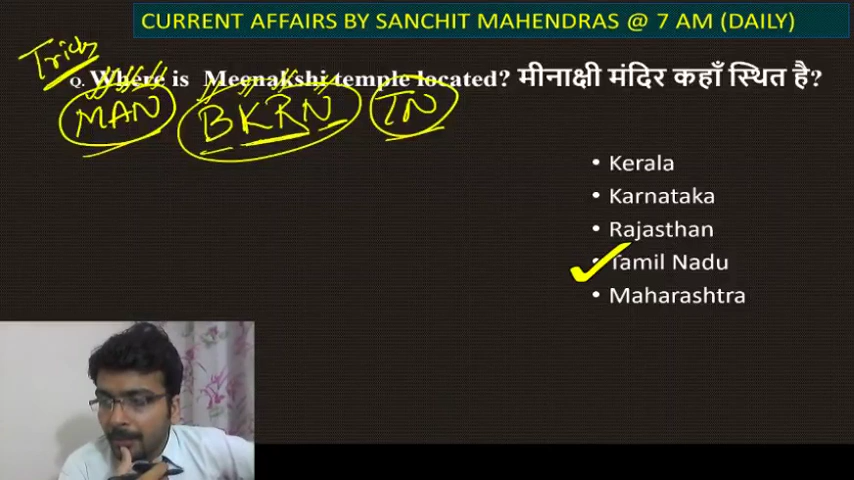 CURRENT AFFAIRS BY SANCHIT MAHENDRAS @ 7 AM (DAILY)
Trick
Q. Where is Meenakshi temple located? मीनाक्षी मंदिर कहाँ स्थित है?
MAN BKRN TN
• Kerala
• Karnataka
• Rajasthan
• Tamil Nadu
• Maharashtra